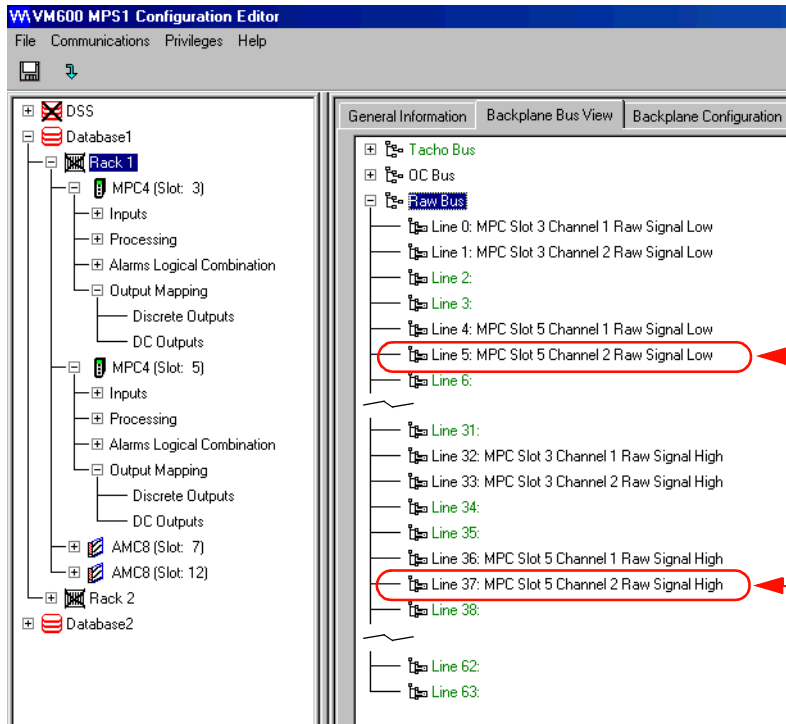 VM600 MPS1 Configuration Editor
File Communications Privileges Help
DSS
Database1
Rack 1
MPC4 (Slot: 3)
Inputs
Processing
Alarms Logical Combination
Output Mapping
Discrete Outputs
DC Outputs
MPC4 (Slot: 5)
Inputs
Processing
Alarms Logical Combination
Output Mapping
Discrete Outputs
DC Outputs
AMC8 (Slot: 7)
AMC8 (Slot: 12)
Rack 2
Database2
General Information Backplane Bus View Backplane Configuration
Tacho Bus
OC Bus
Raw Bus
Line 0: MPC Slot 3 Channel 1 Raw Signal Low
Line 1: MPC Slot 3 Channel 2 Raw Signal Low
Line 2:
Line 3:
Line 4: MPC Slot 5 Channel 1 Raw Signal Low
Line 5: MPC Slot 5 Channel 2 Raw Signal Low
Line 6:
Line 31:
Line 32: MPC Slot 3 Channel 1 Raw Signal High
Line 33: MPC Slot 3 Channel 2 Raw Signal High
Line 34:
Line 35:
Line 36: MPC Slot 5 Channel 1 Raw Signal High
Line 37: MPC Slot 5 Channel 2 Raw Signal High
Line 38:
Line 62:
Line 63: